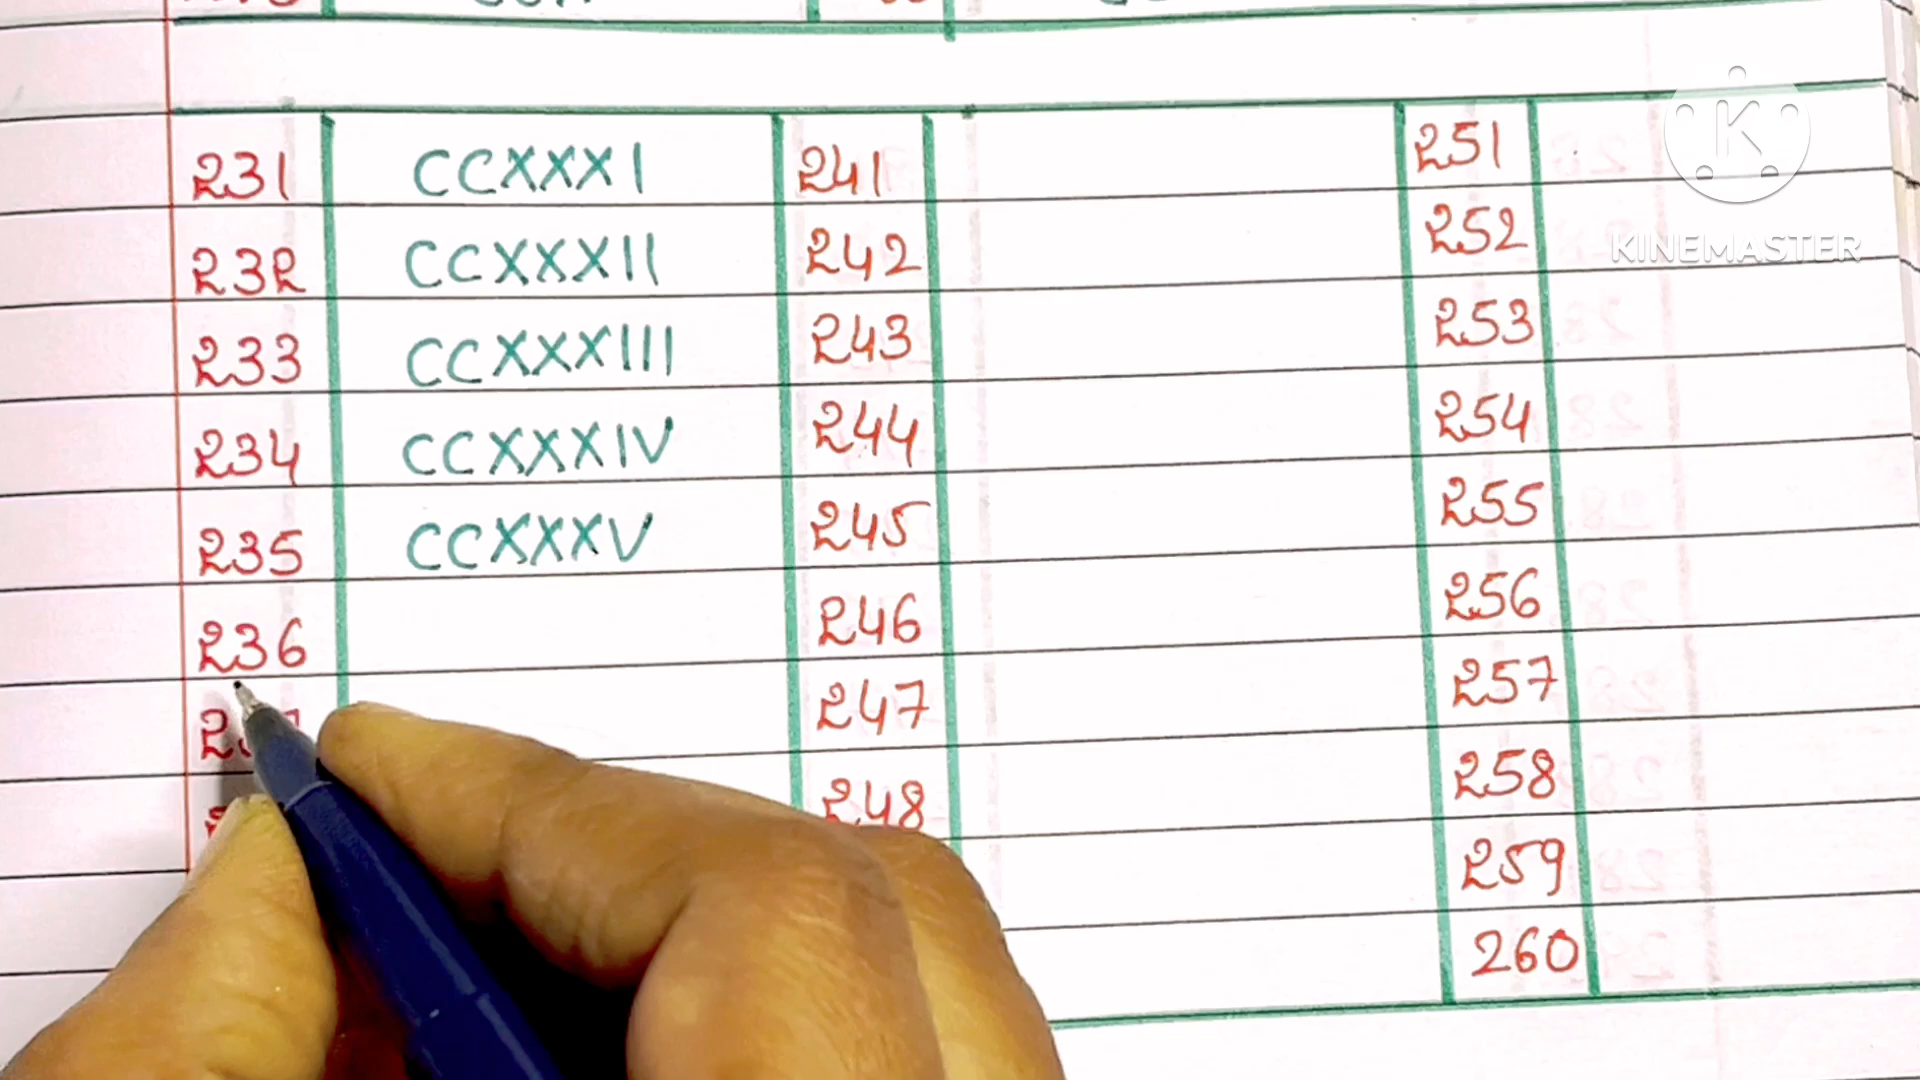 231 CCXXXI 241 251
232 CCXXXII 242 252
233 CCXXXIII 243 253
234 CCXXXIV 244 254
235 CCXXXV 245 255
236 246 256
247 257
248 258
259
260
K
KINEMASTER